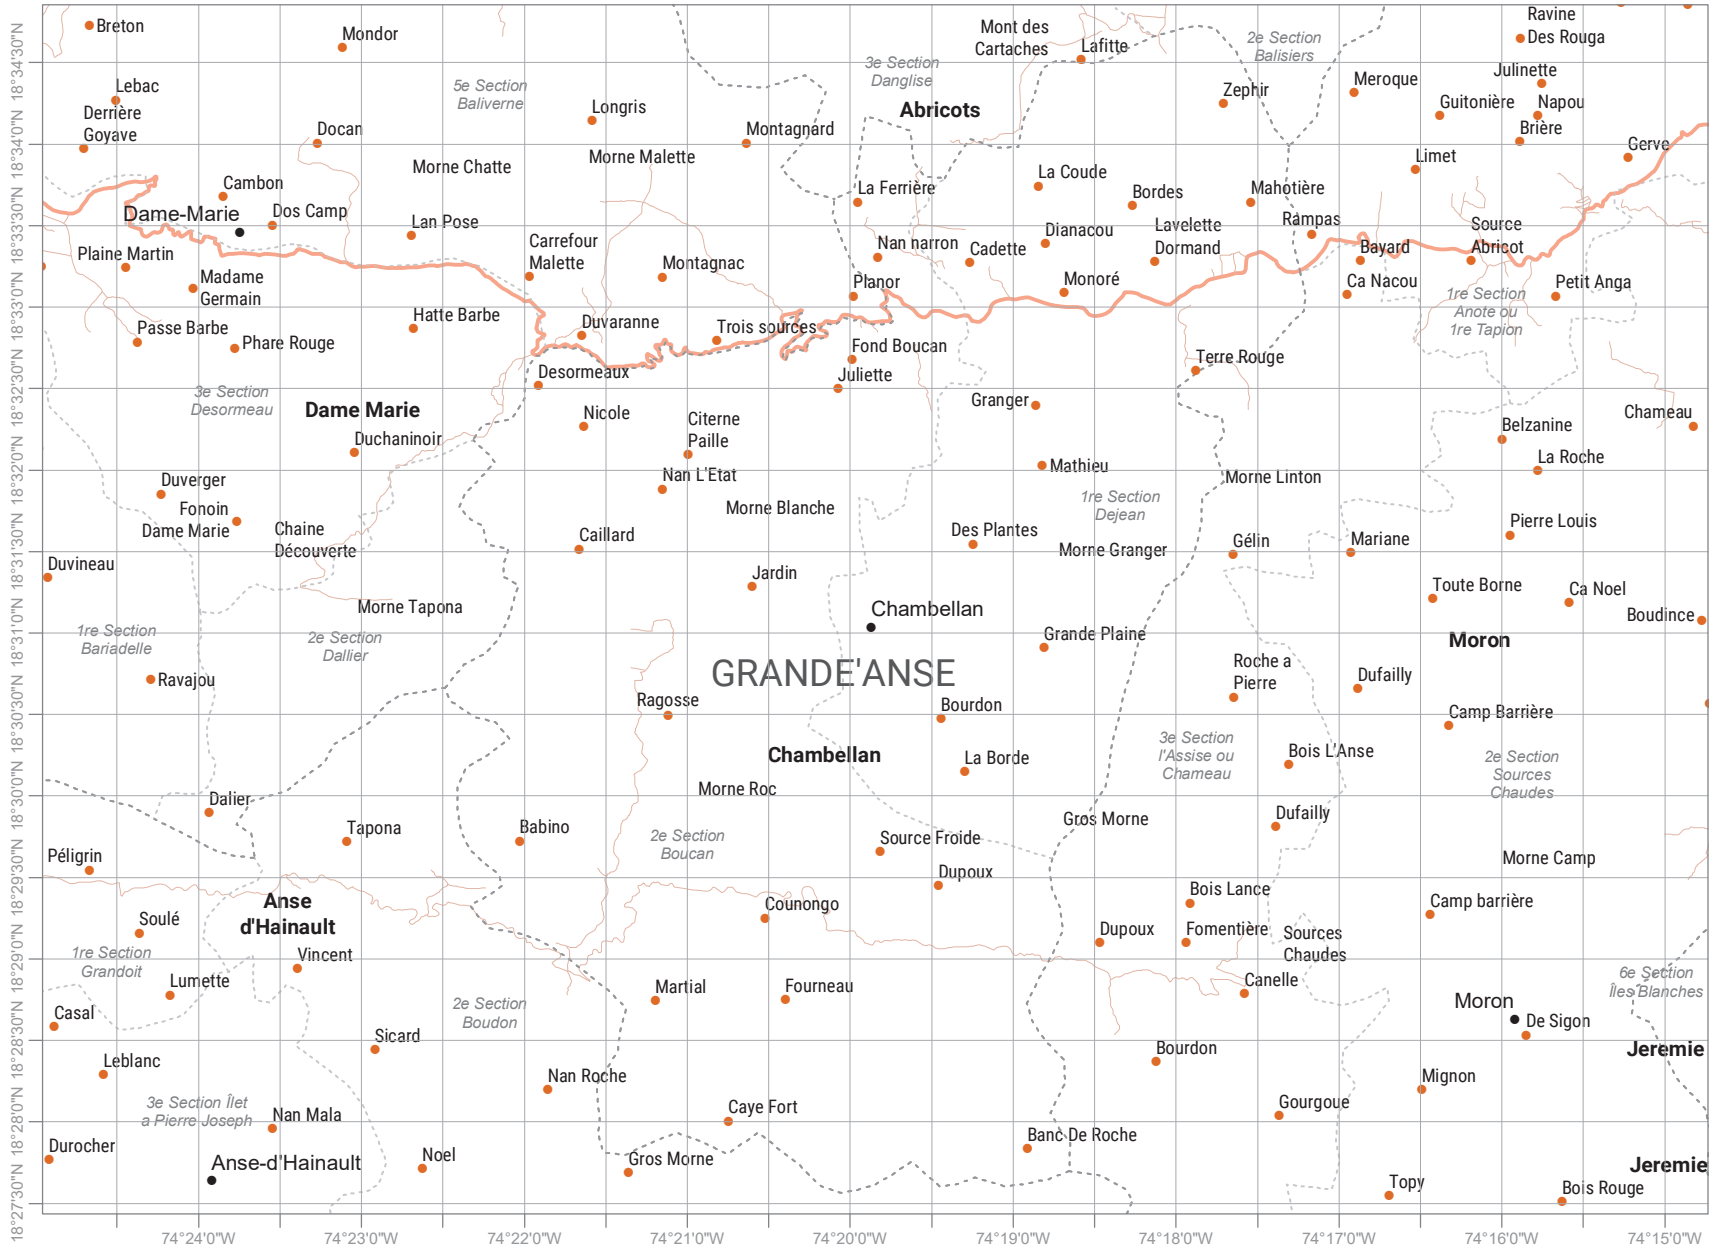 Breton
Mondor
Mont des
Cartaches
Lafitte
2e Section
Balisiers
Ravine
Des Rouga
3e Section
Danglise
5e Section
Baliverne
Lebac
Derrière
Goyave
Docan
Longris
Montagnard
Abricots
Zephir
Meroque
Julinette
Guitonière
Napou
Brière
Gerve
Limet
Morne Chatte
Morne Malette
La Ferrière
La Coude
Bordes
Mahotière
Cambon
Dame-Marie
Dos Camp
Lan Pose
Carrefour
Malette
Nan narron
Cadette
Dianacou
Lavelette
Dormand
Rampas
Bayard
Source
Abricot
Plaine Martin
Madame
Germain
Montagnac
Planor
Monoré
Ca Nacou
1re Section
Anote ou
1re Tapion
Petit Anga
Passe Barbe
Phare Rouge
Hatte Barbe
Duvaranne
Trois sources
Fond Boucan
Juliette
Terre Rouge
3e Section
Desormeau
Desormeaux
Dame Marie
Duchaninoir
Nicole
Citerne
Paille
Granger
Belzanine
Chameau
La Roche
Nan L'Etat
Mathieu
Morne Linton
Duverger
Fonoin
Dame Marie
Chaine
Découverte
Morne Blanche
1re Section
Dejean
Pierre Louis
Caillard
Des Plantes
Morne Granger
Gélin
Mariane
Duvineau
Jardin
Toute Borne
Ca Noel
Boudince
Morne Tapona
Chambellan
1re Section
Bariadelle
2e Section
Dallier
Grande Plaine
Moron
Ravajou
GRANDE'ANSE
Roche a
Pierre
Dufailly
Ragosse
Bourdon
Camp Barrière
Chambellan
La Borde
3e Section
l'Assise ou
Chameau
Bois L'Anse
2e Section
Sources
Chaudes
Morne Roc
Dalier
Tapona
Babino
2e Section
Boucan
Source Froide
Gros Morne
Dufailly
Péligrin
Morne Camp
Dupoux
Anse
d'Hainault
Counongo
Bois Lance
Camp barrière
Soulé
Dupoux
Fomentière
Sources
Chaudes
1re Section
Grandoit
Vincent
Lumette
Martial
Fourneau
Canelle
6e Section
Îles Blanches
Casal
2e Section
Boudon
Moron
De Sigon
Sicard
Bourdon
Jeremie
Leblanc
Nan Roche
Mignon
3e Section Îlet
a Pierre Joseph
Nan Mala
Caye Fort
Gourgoue
Durocher
Anse-d'Hainault
Noel
Gros Morne
Banc De Roche
Jeremie
Topy
Bois Rouge
18°34'30"N
18°34'0"N
18°33'30"N
18°33'0"N
18°32'30"N
18°32'0"N
18°31'30"N
18°31'0"N
18°30'30"N
18°30'0"N
18°29'30"N
18°29'0"N
18°28'30"N
18°28'0"N
18°27'30"N
74°24'0"W
74°23'0"W
74°22'0"W
74°21'0"W
74°20'0"W
74°19'0"W
74°18'0"W
74°17'0"W
74°16'0"W
74°15'0"W